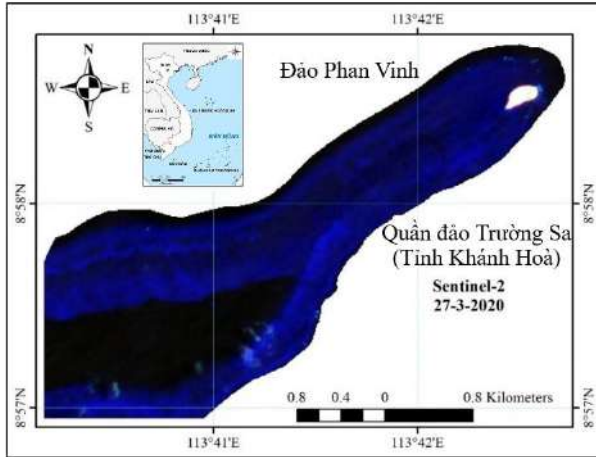 113°41'E
113°42'E
N
W
E
S
Đảo Phan Vinh
8°58'N
8°58'N
Quần đảo Trường Sa
(Tỉnh Khánh Hoà)
Sentinel-2
27-3-2020
0.8
0.4
0
0.8 Kilometers
8°57'N
8°57'N
113°41'E
113°42'E